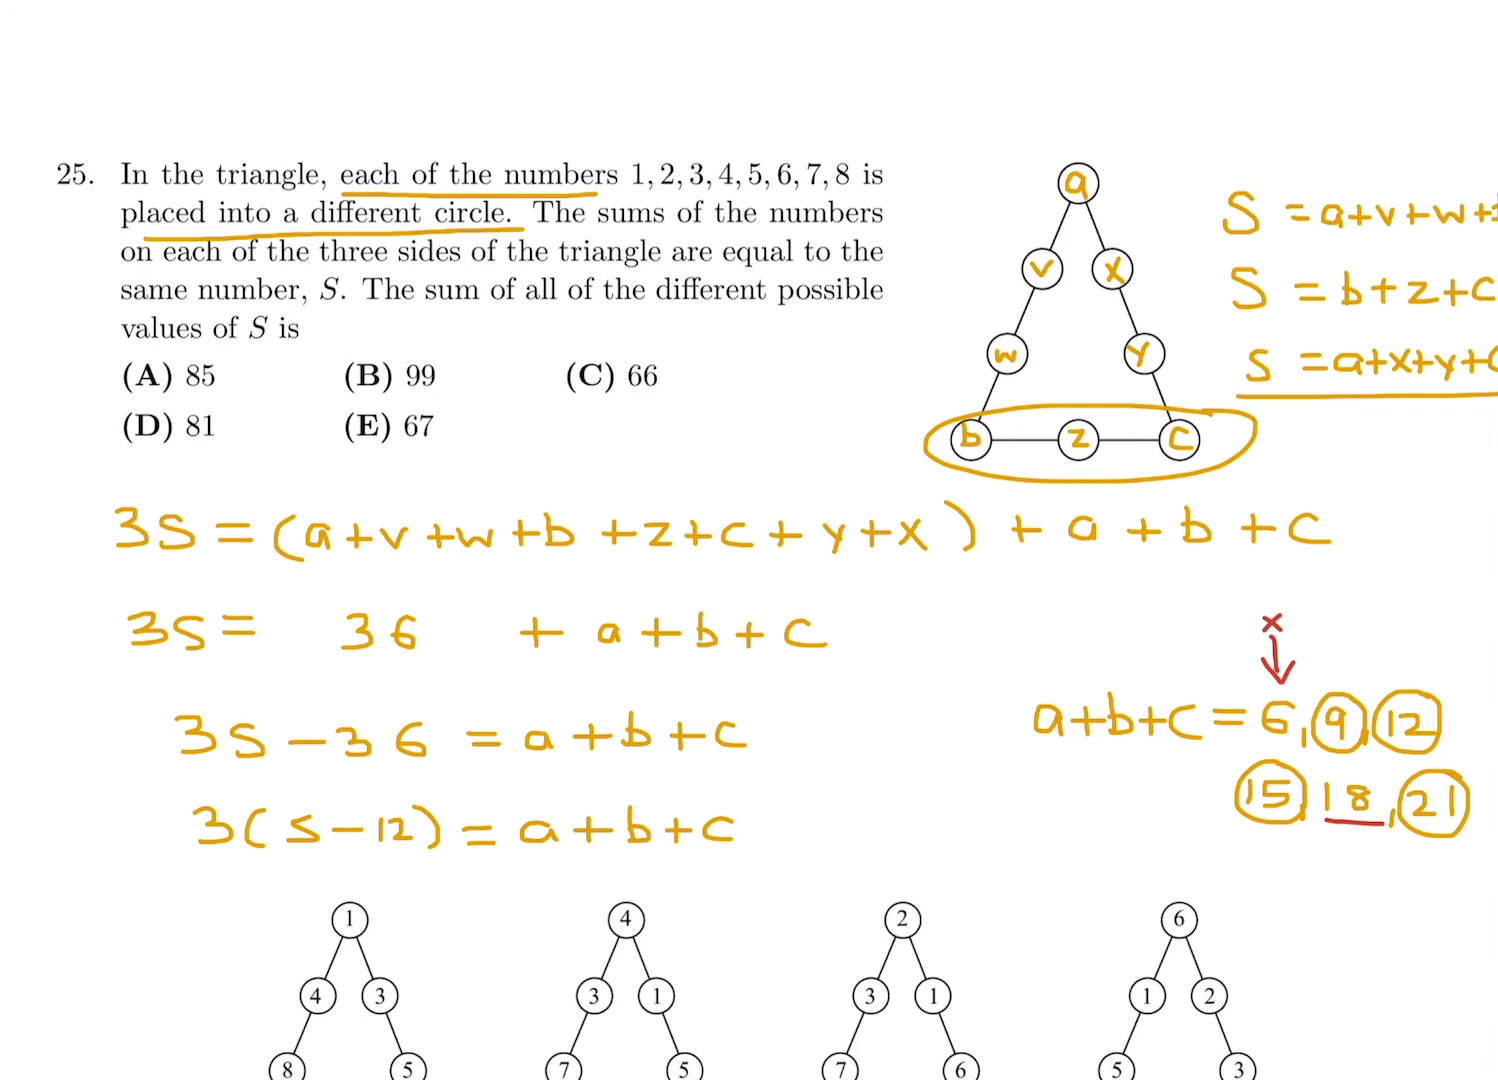 25. In the triangle, each of the numbers 1, 2, 3, 4, 5, 6, 7, 8 is
placed into a different circle. The sums of the numbers
on each of the three sides of the triangle are equal to the
same number, S. The sum of all of the different possible
values of S is
(A) 85 (B) 99 (C) 66
(D) 81 (E) 67
a
v x
w y
b z c
S = a+v+w+
S = b+z+c
S = a+x+y+c
3S = (a+v+w+b+z+c+y+x) + a+b+c
3S = 36 + a+b+c
3S-36 = a+b+c
3(S-12) = a+b+c
x
a+b+c = 6, 9, 12
15, 18, 21
1 4 2 6
4 3 3 1 3 1 1 2
8 5 7 5 7 6 5 3